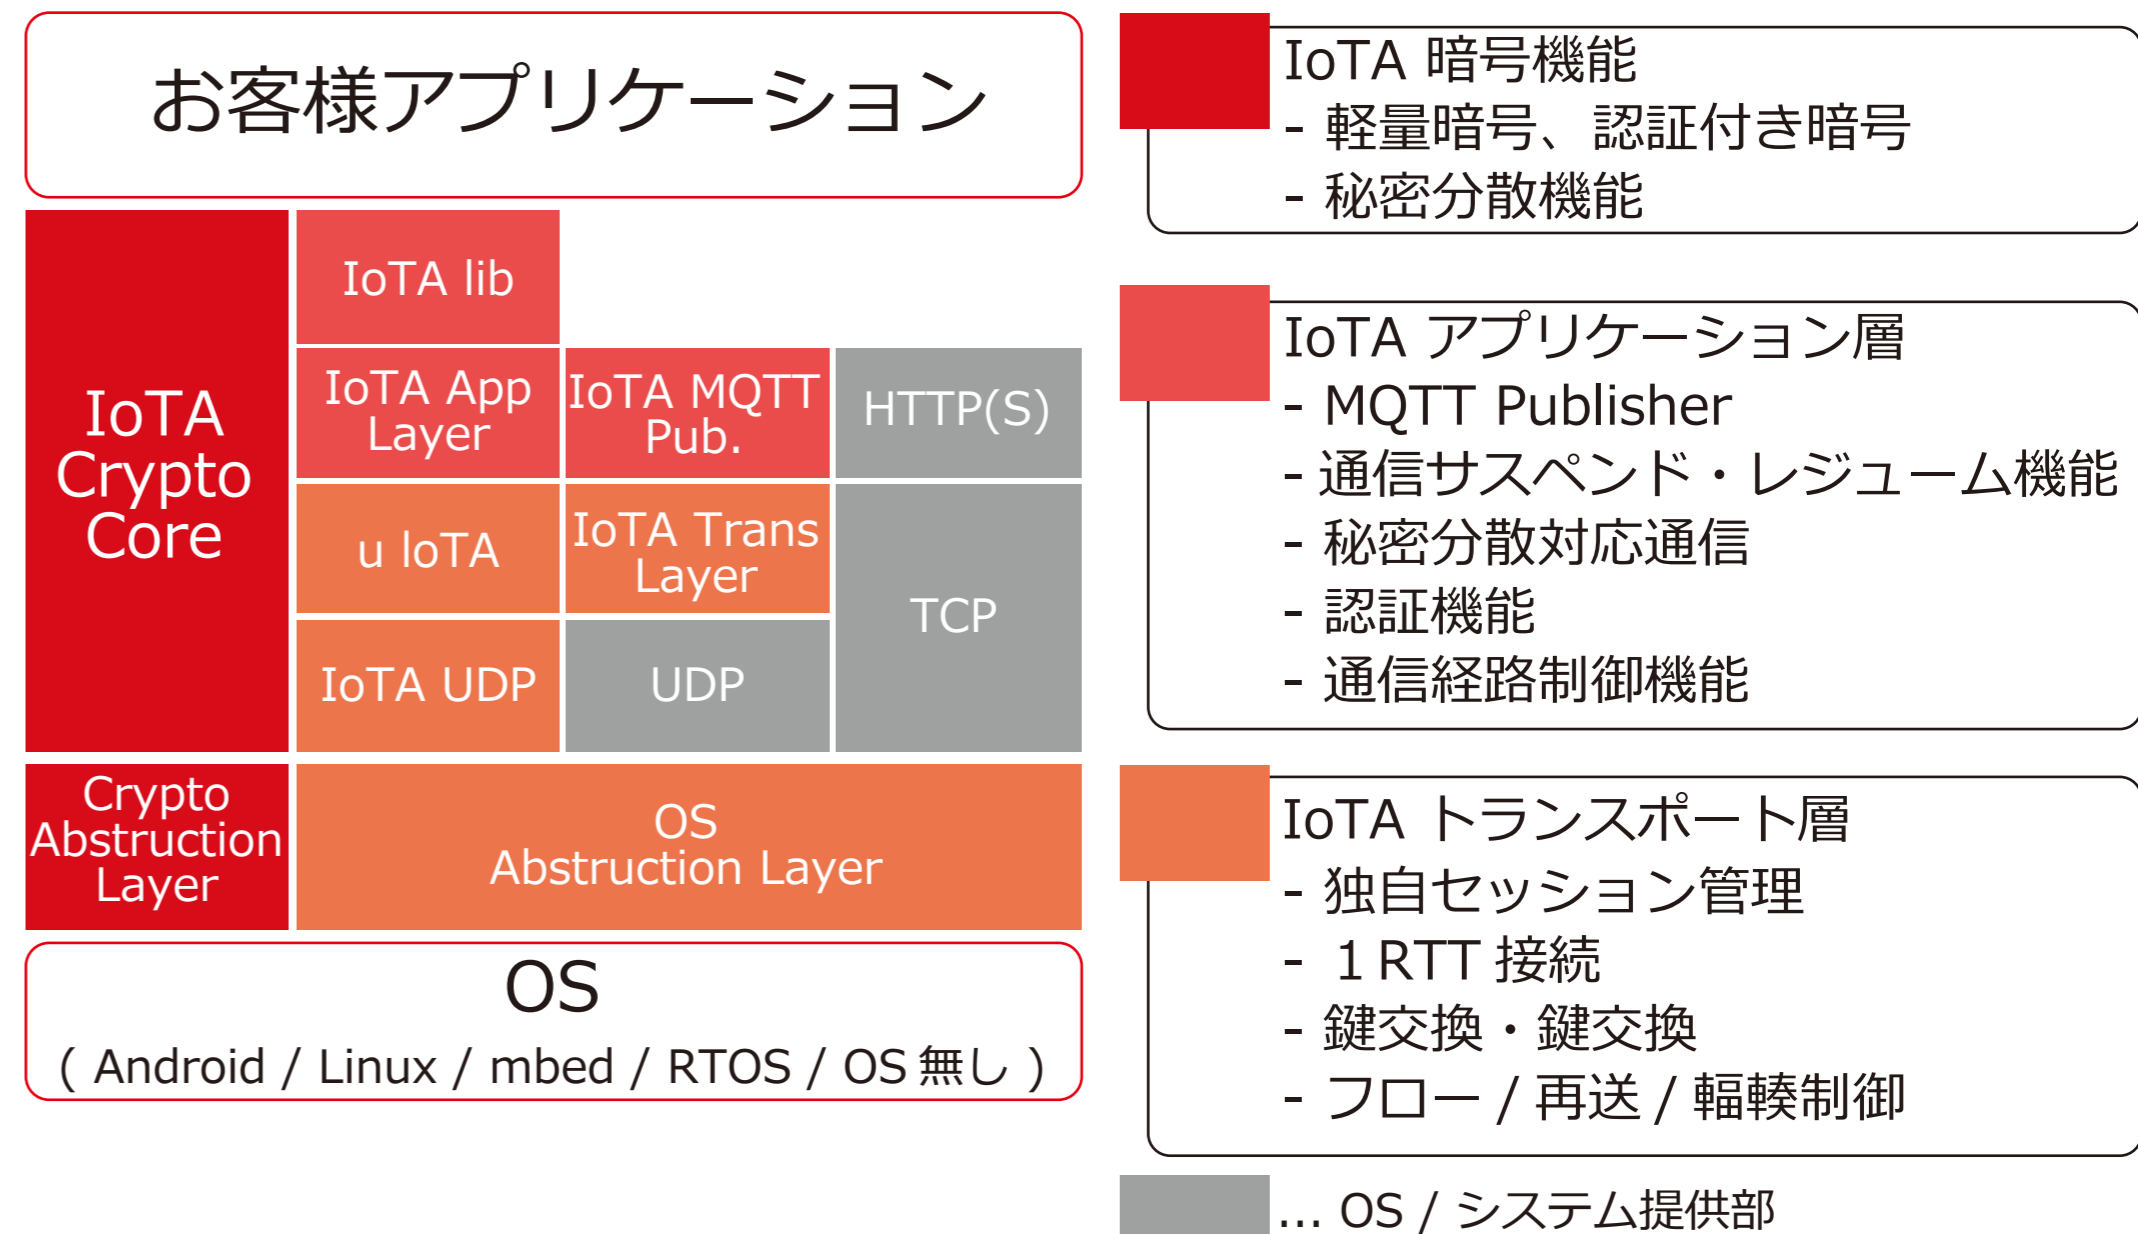 お客様アプリケーション
IoTA
Crypto
Core
IoTA lib
IoTA App
Layer
IoTA MQTT
Pub.
HTTP(S)
u loTA
IoTA Trans
Layer
TCP
IoTA UDP
UDP
Crypto
Abstruction
Layer
OS
Abstruction Layer
OS
( Android / Linux / mbed / RTOS / OS 無し )
IoTA 暗号機能
- 軽量暗号、認証付き暗号
- 秘密分散機能
IoTA アプリケーション層
- MQTT Publisher
- 通信サスペンド・レジューム機能
- 秘密分散対応通信
- 認証機能
- 通信経路制御機能
IoTA トランスポート層
- 独自セッション管理
- １RTT 接続
- 鍵交換・鍵交換
- フロー / 再送 / 輻輳制御
... OS / システム提供部